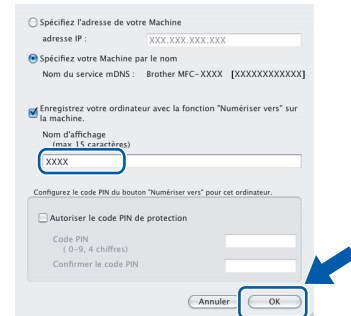 Spécifiez l'adresse de votre Machine
adresse IP : XXX.XXX.XXX.XXX
Spécifiez votre Machine par le nom
Nom du service mDNS : Brother MFC-XXXX [XXXXXXXXXXXX]
Enregistrez votre ordinateur avec la fonction "Numériser vers" sur
la machine.
Nom d'affichage
(max 15 caractères)
XXXX
Configurez le code PIN du bouton "Numériser vers" pour cet ordinateur.
Autoriser le code PIN de protection
Code PIN
( 0-9, 4 chiffres)
Confirmer le code PIN
Annuler OK